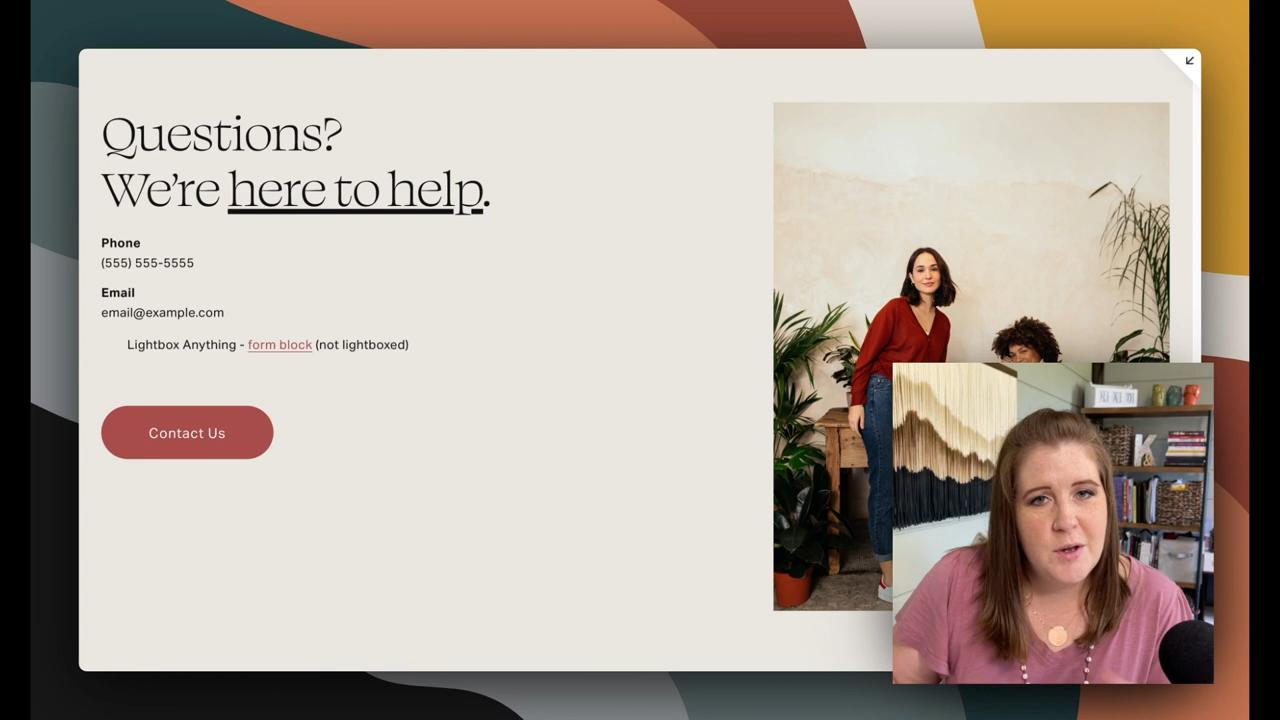 Questions?
We're here to help.
Phone
(555) 555-5555
Email
email@example.com
Lightbox Anything - form block (not lightboxed)
Contact Us